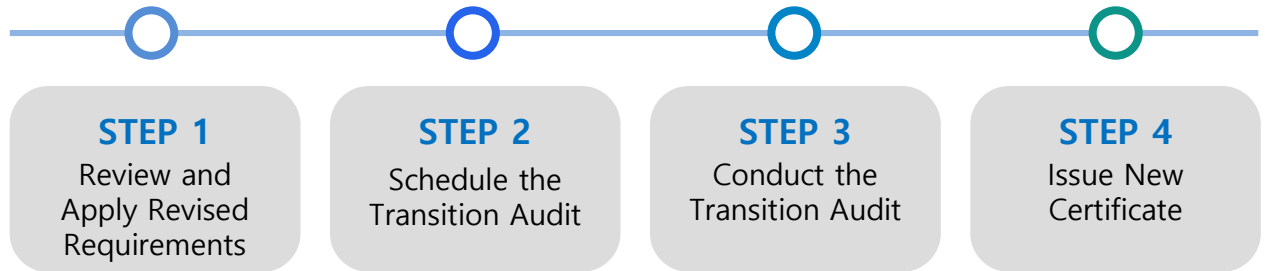 STEP 1
Review and
Apply Revised
Requirements
STEP 2
Schedule the
Transition Audit
STEP 3
Conduct the
Transition Audit
STEP 4
Issue New
Certificate